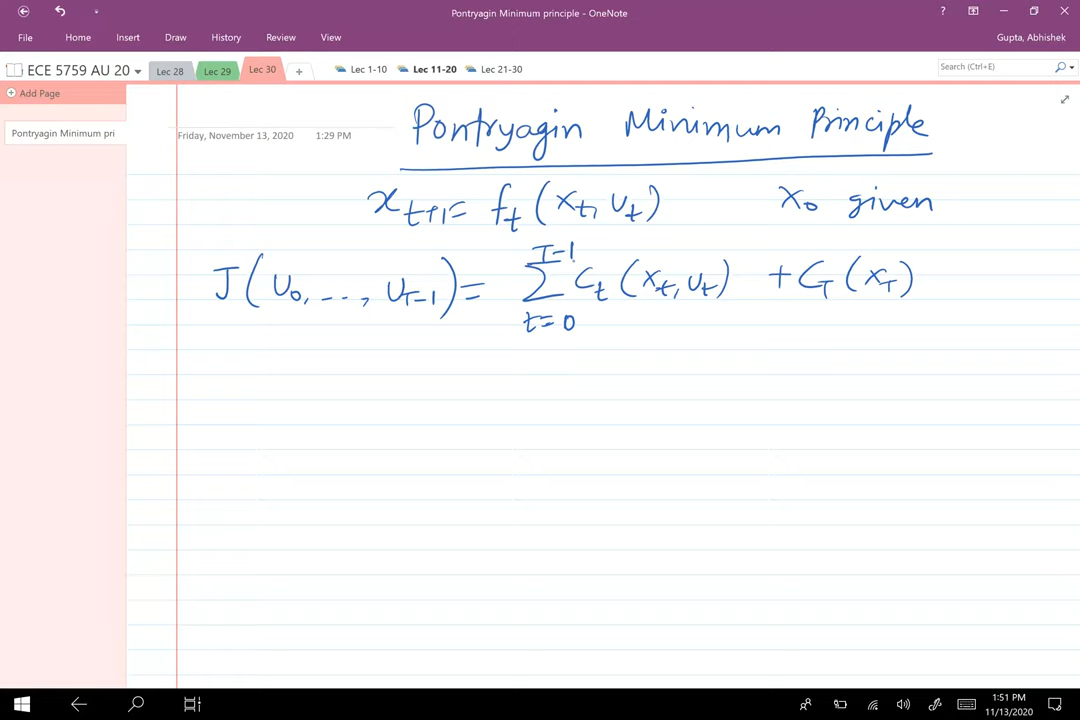 Pontryagin Minimum principle - OneNote
?
File Home Insert Draw History Review View
Gupta, Abhishek
ECE 5759 AU 20
Lec 28
Lec 29
Lec 30
+
Lec 1-10
Lec 11-20
Lec 21-30
Search (Ctrl+E)
Add Page
Pontryagin Minimum pri
Friday, November 13, 2020 1:29 PM
Pontryagin Minimum Principle
x_{t+1} = f_t (x_t, u_t) x_0 given
J(u_0, ..., u_{T-1}) = \sum_{t=0}^{T-1} c_t (x_t, u_t) + c_T (x_T)
1:51 PM
11/13/2020